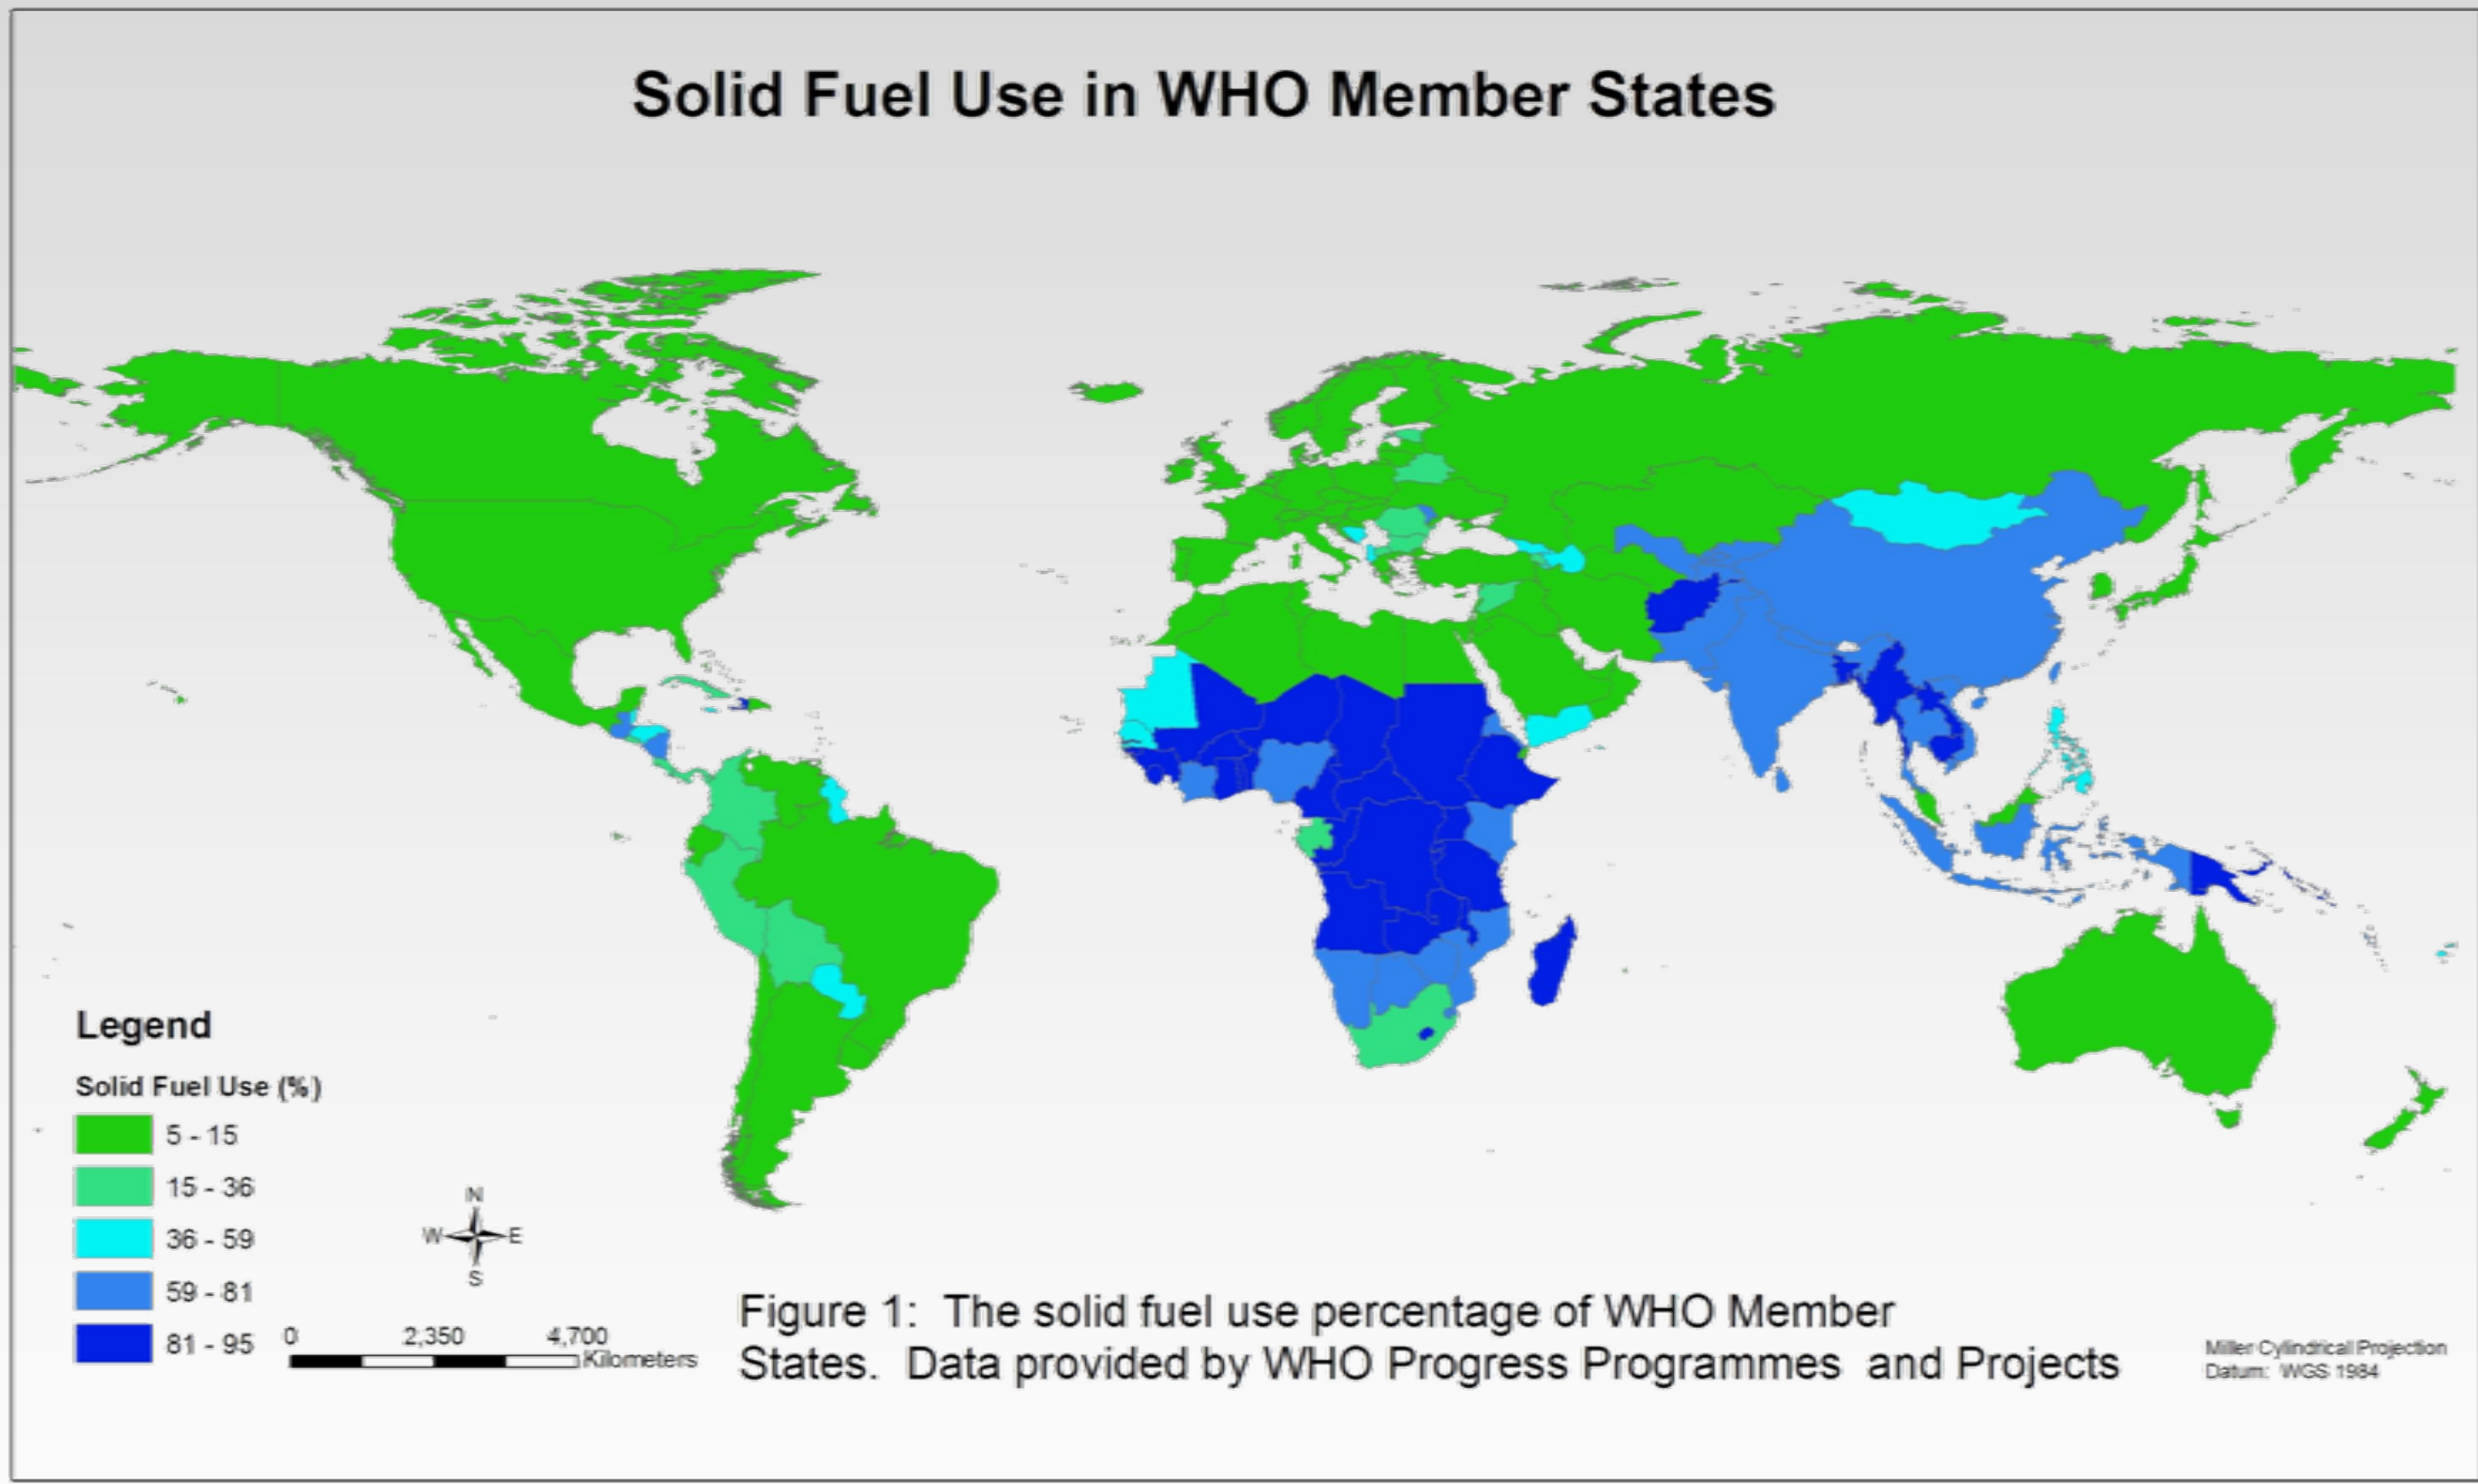 Solid Fuel Use in WHO Member States
Legend
Solid Fuel Use (%)
5 - 15
15 - 36
36 - 59
59 - 81
81 - 95
N
W E
S
0 2,350 4,700
Kilometers
Figure 1: The solid fuel use percentage of WHO Member
States. Data provided by WHO Progress Programmes and Projects
Miller Cylindrical Projection
Datum: WGS 1984